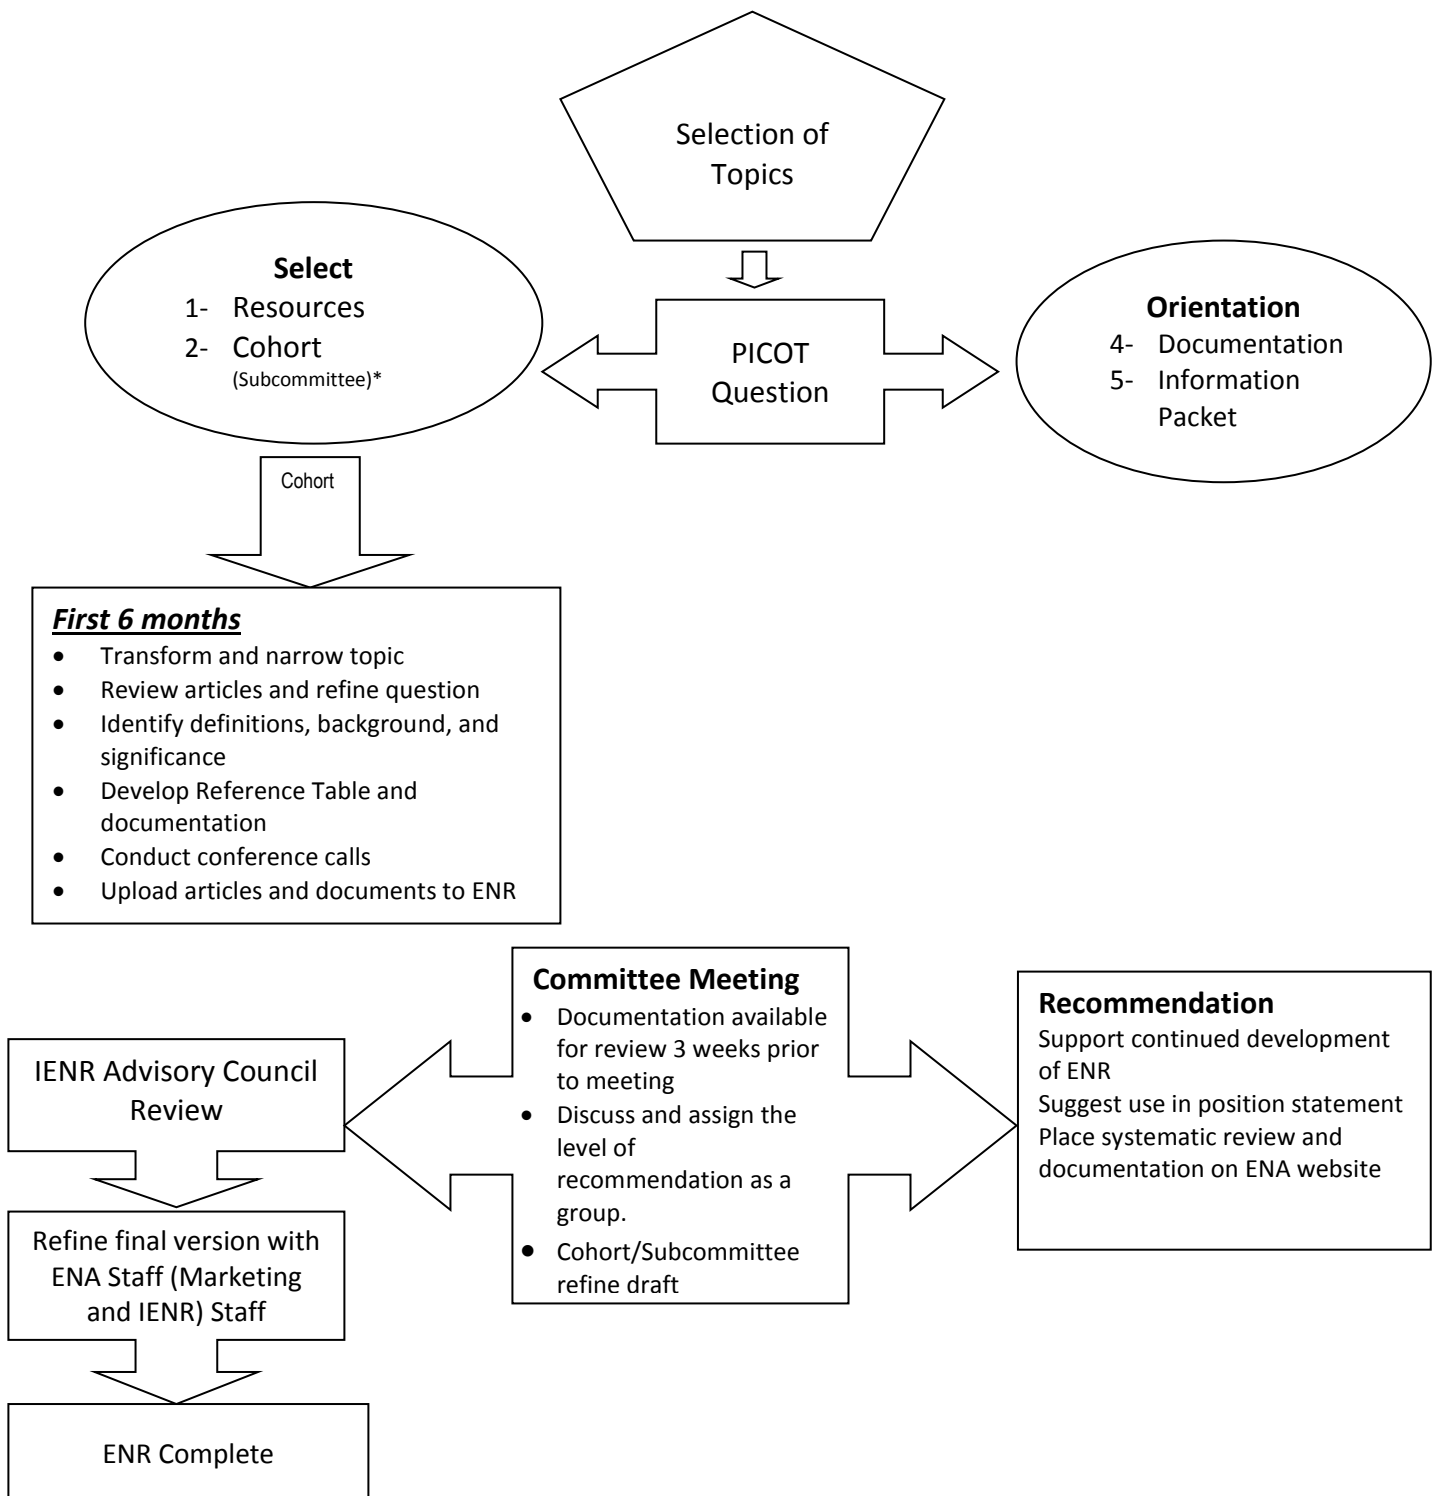 Selection of
Topics
Select
1- Resources
2- Cohort
(Subcommittee)*
PICOT
Question
Orientation
4- Documentation
5- Information
Packet
Cohort
First 6 months
• Transform and narrow topic
• Review articles and refine question
• Identify definitions, background, and
significance
• Develop Reference Table and
documentation
• Conduct conference calls
• Upload articles and documents to ENR
Committee Meeting
• Documentation available
for review 3 weeks prior
to meeting
• Discuss and assign the
level of
recommendation as a
group.
• Cohort/Subcommittee
refine draft
Recommendation
Support continued development
of ENR
Suggest use in position statement
Place systematic review and
documentation on ENA website
IENR Advisory Council
Review
Refine final version with
ENA Staff (Marketing
and IENR) Staff
ENR Complete